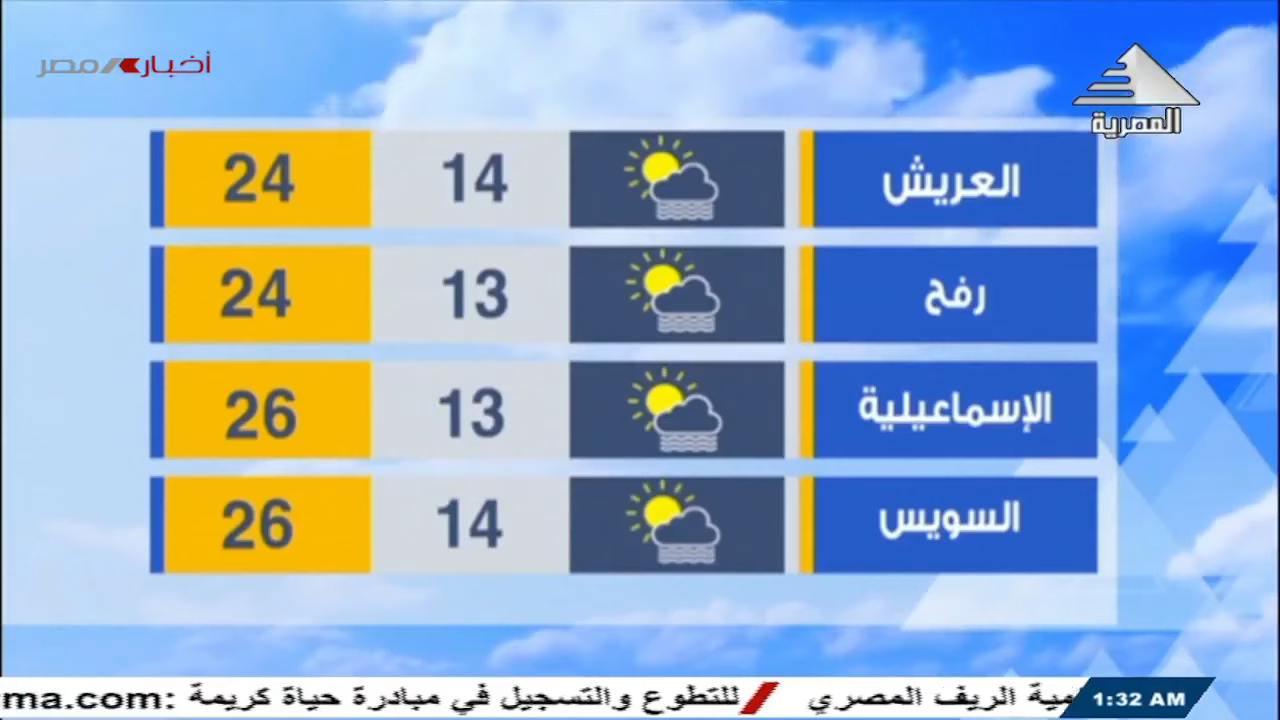 أخبار مصر
المصرية
العريش 14 24
رفح 13 24
الإسماعيلية 13 26
السويس 14 26
1:32 AM الريف المصري للتطوع والتسجيل في مبادرة حياة كريمة : rma.com